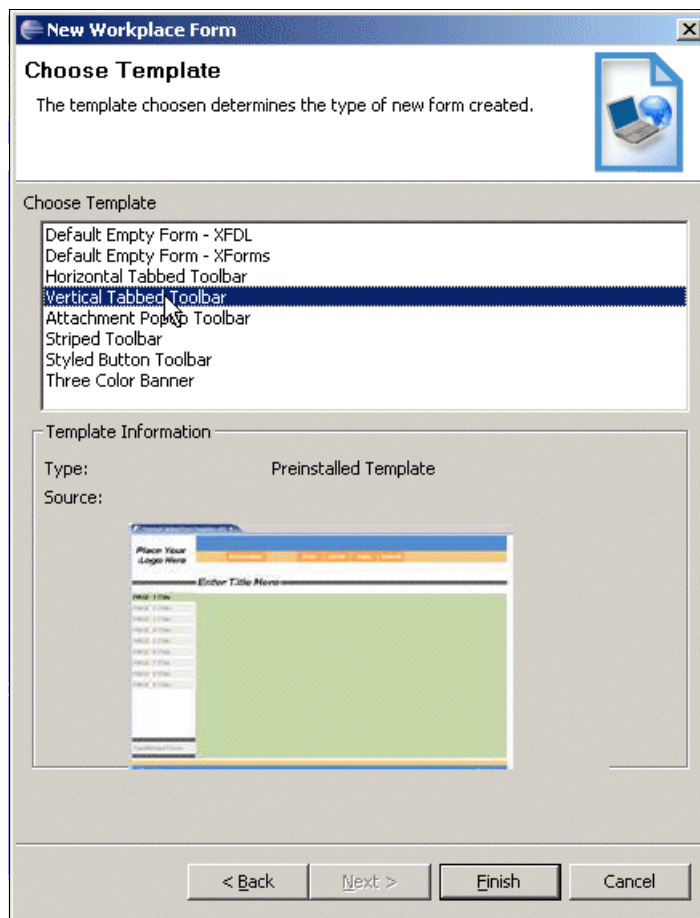 New Workplace Form
Choose Template
The template choosen determines the type of new form created.
Choose Template
Default Empty Form - XFDL
Default Empty Form - XForms
Horizontal Tabbed Toolbar
Vertical Tabbed Toolbar
Attachment Popup Toolbar
Striped Toolbar
Styled Button Toolbar
Three Color Banner
Template Information
Type: Preinstalled Template
Source:
Place Your
Logo Here
Enter Title Here
< Back Next > Finish Cancel